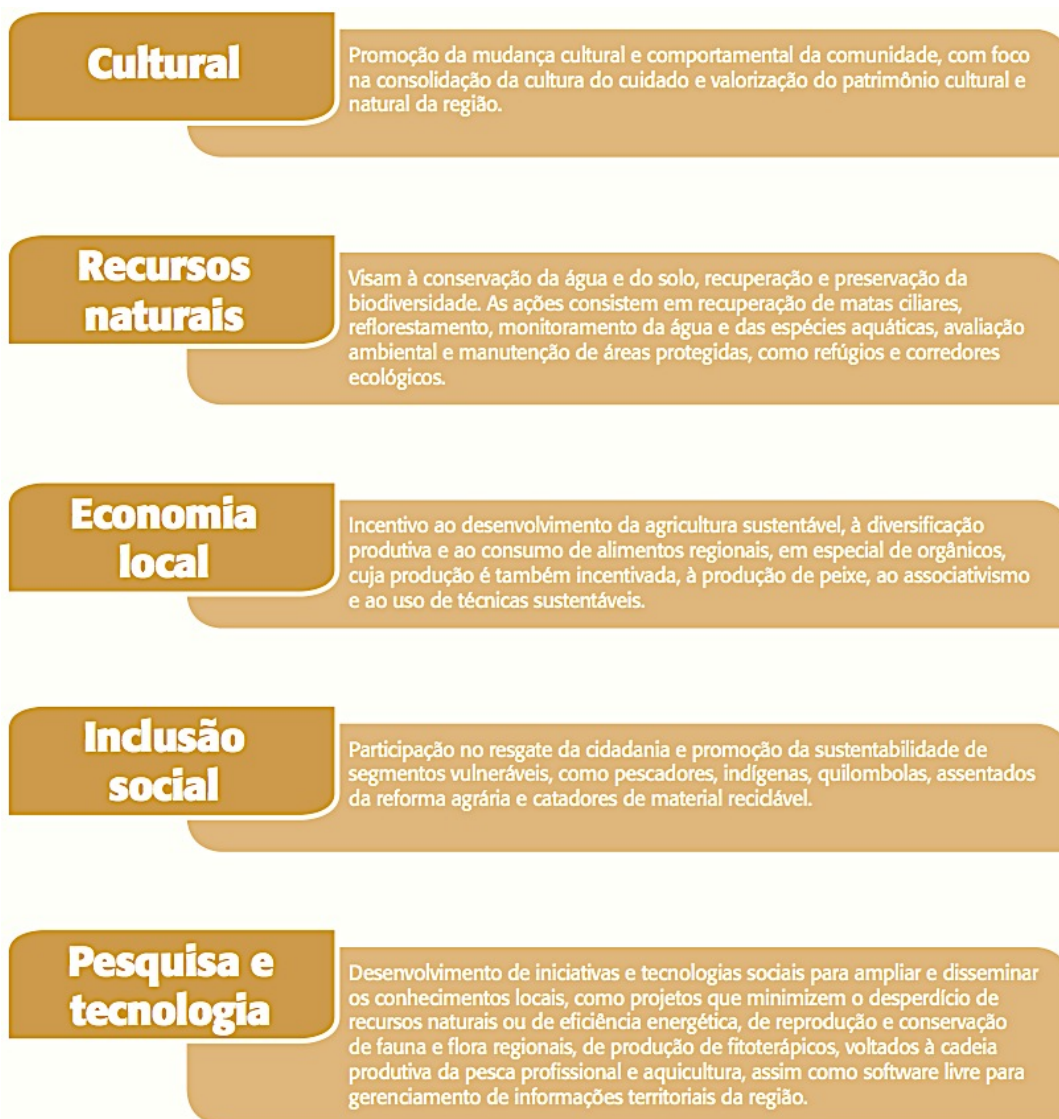 Cultural
Promoção da mudança cultural e comportamental da comunidade, com foco
na consolidação da cultura do cuidado e valorização do patrimônio cultural e
natural da região.
Recursos
naturais
Visam à conservação da água e do solo, recuperação e preservação da
biodiversidade. As ações consistem em recuperação de matas ciliares,
reflorestamento, monitoramento da água e das espécies aquáticas, avaliação
ambiental e manutenção de áreas protegidas, como refúgios e corredores
ecológicos.
Economia
local
Incentivo ao desenvolvimento da agricultura sustentável, à diversificação
produtiva e ao consumo de alimentos regionais, em especial de orgânicos,
cuja produção é também incentivada, à produção de peixe, ao associativismo
e ao uso de técnicas sustentáveis.
Inclusão
social
Participação no resgate da cidadania e promoção da sustentabilidade de
segmentos vulneráveis, como pescadores, indígenas, quilombolas, assentados
da reforma agrária e catadores de material reciclável.
Pesquisa e
tecnologia
Desenvolvimento de iniciativas e tecnologias sociais para ampliar e disseminar
os conhecimentos locais, como projetos que minimizem o desperdício de
recursos naturais ou de eficiência energética, de reprodução e conservação
de fauna e flora regionais, de produção de fitoterápicos, voltados à cadeia
produtiva da pesca profissional e aquicultura, assim como software livre para
gerenciamento de informações territoriais da região.